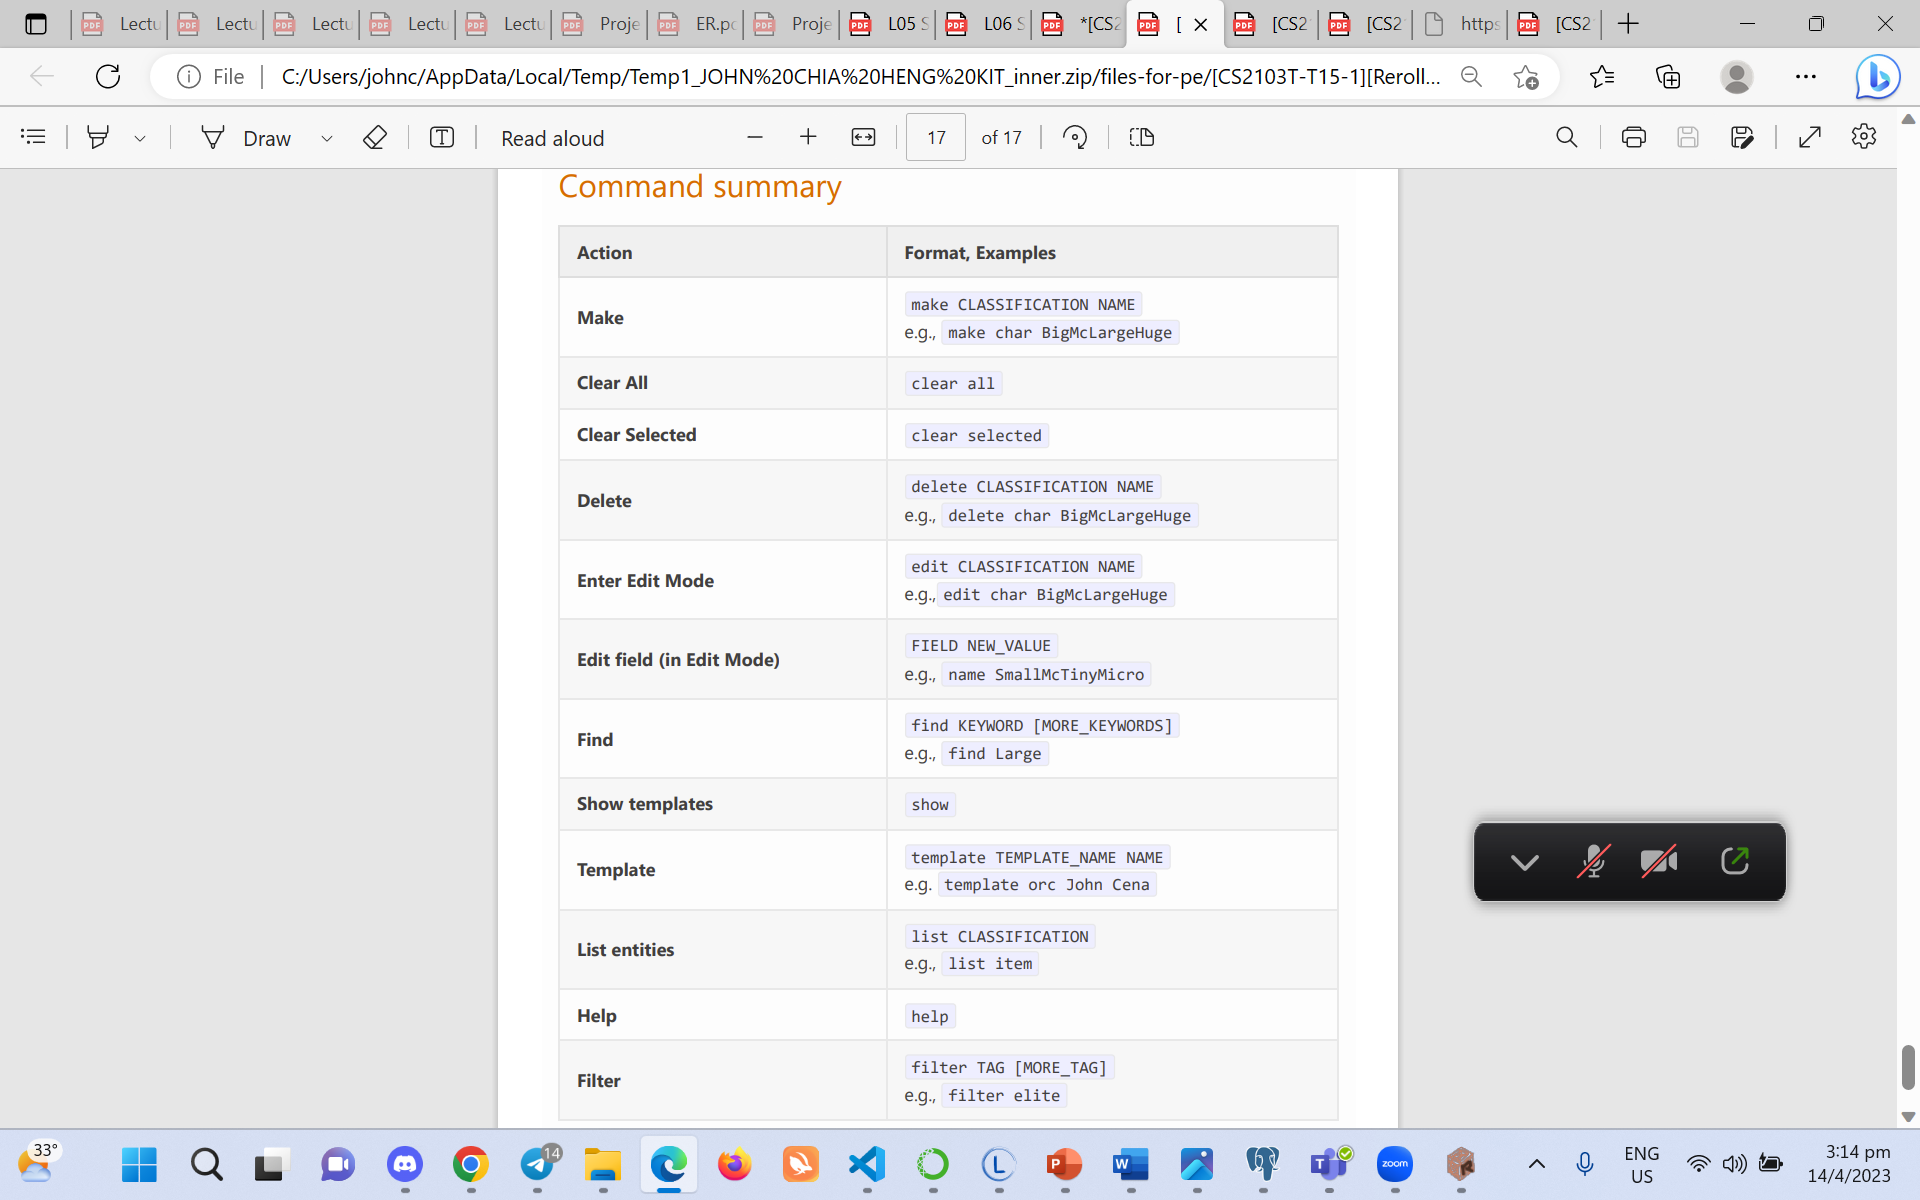 Lectu
Lectu
Lectu
Lectu
Lectu
Proje
ER.pd
Proje
L05 S
L06 S
*[CS2
[
[CS2
[CS2
https
[CS2
File
C:/Users/johnc/AppData/Local/Temp/Temp1_JOHN%20CHIA%20HENG%20KIT_inner.zip/files-for-pe/[CS2103T-T15-1][Reroll...
Draw
Read aloud
17 of 17
Command summary
Action Format, Examples
Make
make CLASSIFICATION NAME
e.g., make char BigMcLargeHuge
Clear All clear all
Clear Selected clear selected
Delete
delete CLASSIFICATION NAME
e.g., delete char BigMcLargeHuge
Enter Edit Mode
edit CLASSIFICATION NAME
e.g., edit char BigMcLargeHuge
Edit field (in Edit Mode)
FIELD NEW_VALUE
e.g., name SmallMcTinyMicro
Find
find KEYWORD [MORE_KEYWORDS]
e.g., find Large
Show templates show
Template
template TEMPLATE_NAME NAME
e.g. template orc John Cena
List entities
list CLASSIFICATION
e.g., list item
Help help
Filter
filter TAG [MORE_TAG]
e.g., filter elite
33°
14
zoom
ENG
US
3:14 pm
14/4/2023